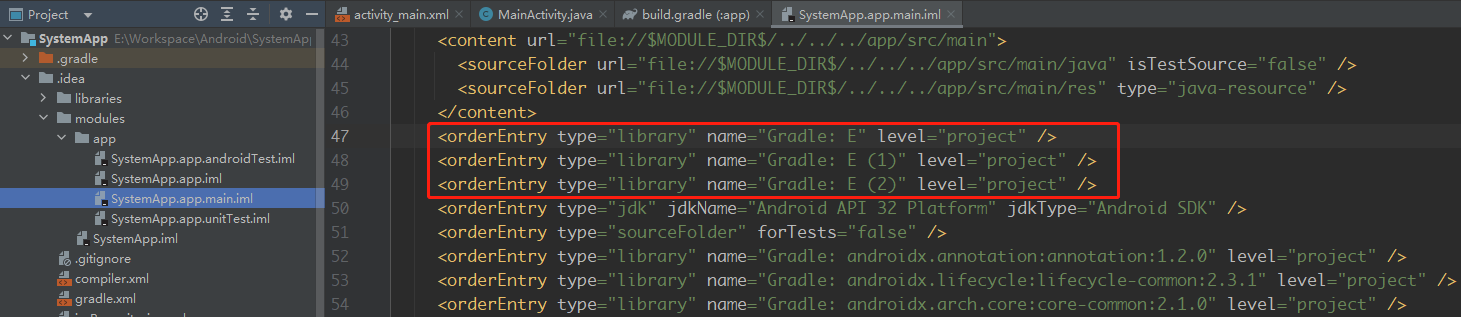 Project
activity_main.xml
MainActivity.java
build.gradle (:app)
SystemApp.app.main.iml
SystemApp E:\Workspace\Android\SystemApp
.gradle
.idea
libraries
modules
app
SystemApp.app.androidTest.iml
SystemApp.app.iml
SystemApp.app.main.iml
SystemApp.app.unitTest.iml
SystemApp.iml
.gitignore
compiler.xml
gradle.xml
43 <content url="file://$MODULE_DIR$/../../../app/src/main">
44 <sourceFolder url="file://$MODULE_DIR$/../../../app/src/main/java" isTestSource="false" />
45 <sourceFolder url="file://$MODULE_DIR$/../../../app/src/main/res" type="java-resource" />
46 </content>
47 <orderEntry type="library" name="Gradle: E" level="project" />
48 <orderEntry type="library" name="Gradle: E (1)" level="project" />
49 <orderEntry type="library" name="Gradle: E (2)" level="project" />
50 <orderEntry type="jdk" jdkName="Android API 32 Platform" jdkType="Android SDK" />
51 <orderEntry type="sourceFolder" forTests="false" />
52 <orderEntry type="library" name="Gradle: androidx.annotation:annotation:1.2.0" level="project" />
53 <orderEntry type="library" name="Gradle: androidx.lifecycle:lifecycle-common:2.3.1" level="project" />
54 <orderEntry type="library" name="Gradle: androidx.arch.core:core-common:2.1.0" level="project" />